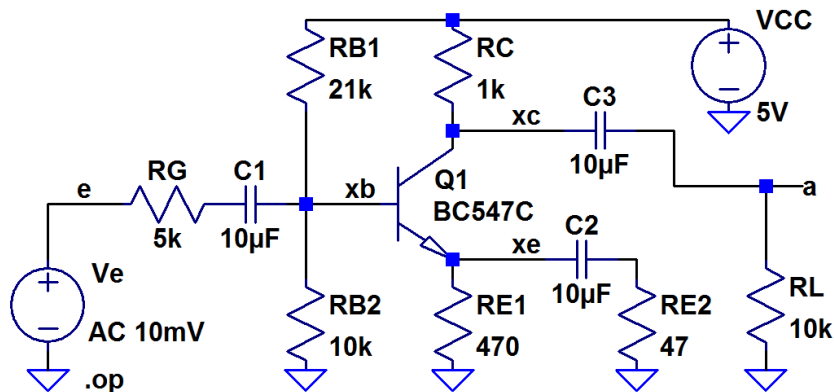 VCC
5V
RB1
21k
RC
1k
C3
10µF
xc
a
e
RG
5k
C1
10µF
xb
Q1
BC547C
xe
C2
10µF
Ve
AC 10mV
.op
RB2
10k
RE1
470
RE2
47
RL
10k